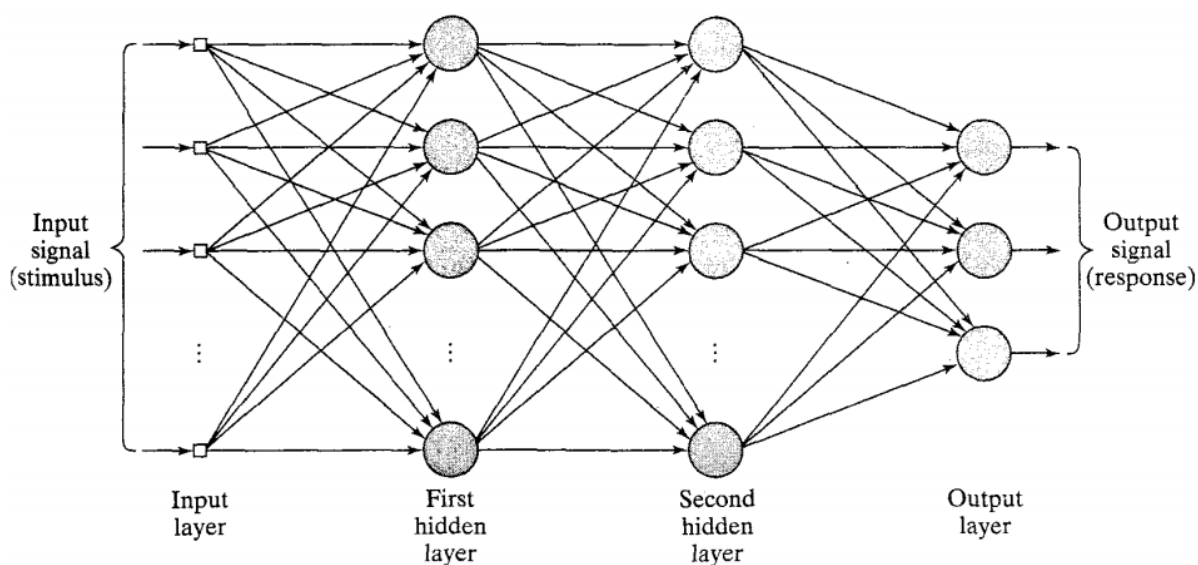 Input
signal
(stimulus)
Output
signal
(response)
⋮
⋮
⋮
Input
layer
First
hidden
layer
Second
hidden
layer
Output
layer